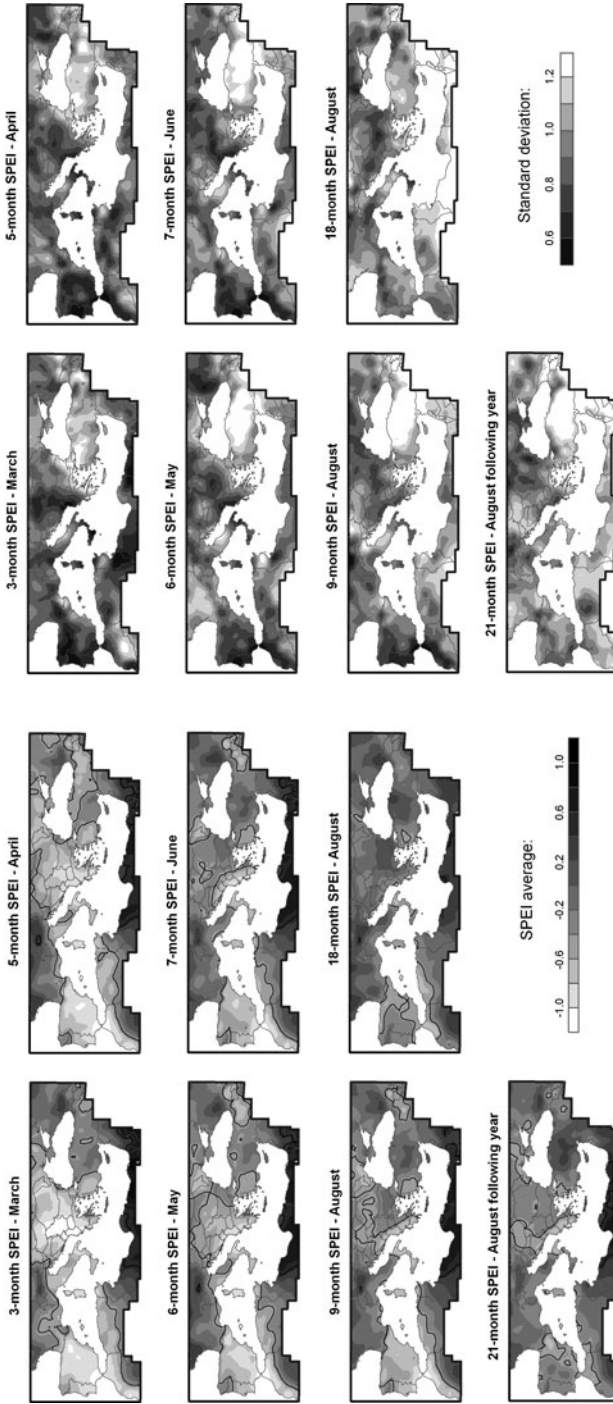 3-month SPEI - March
5-month SPEI - April
6-month SPEI - May
7-month SPEI - June
9-month SPEI - August
18-month SPEI - August
21-month SPEI - August following year
SPEI average:
-1.0 -0.6 -0.2 0.2 0.6 1.0
3-month SPEI - March
5-month SPEI - April
6-month SPEI - May
7-month SPEI - June
9-month SPEI - August
18-month SPEI - August
21-month SPEI - August following year
Standard deviation:
0.6 0.8 1.0 1.2